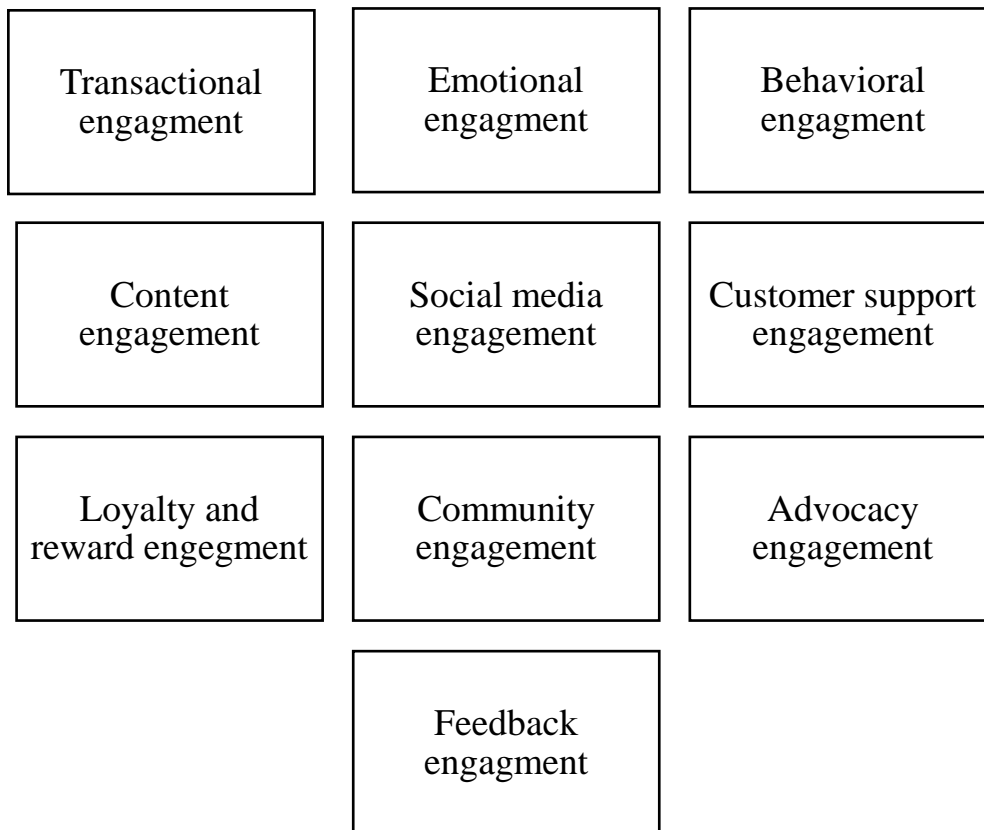 Transactional
engagment
Emotional
engagment
Behavioral
engagment
Content
engagement
Social media
engagement
Customer support
engagement
Loyalty and
reward engegment
Community
engagement
Advocacy
engagement
Feedback
engagment